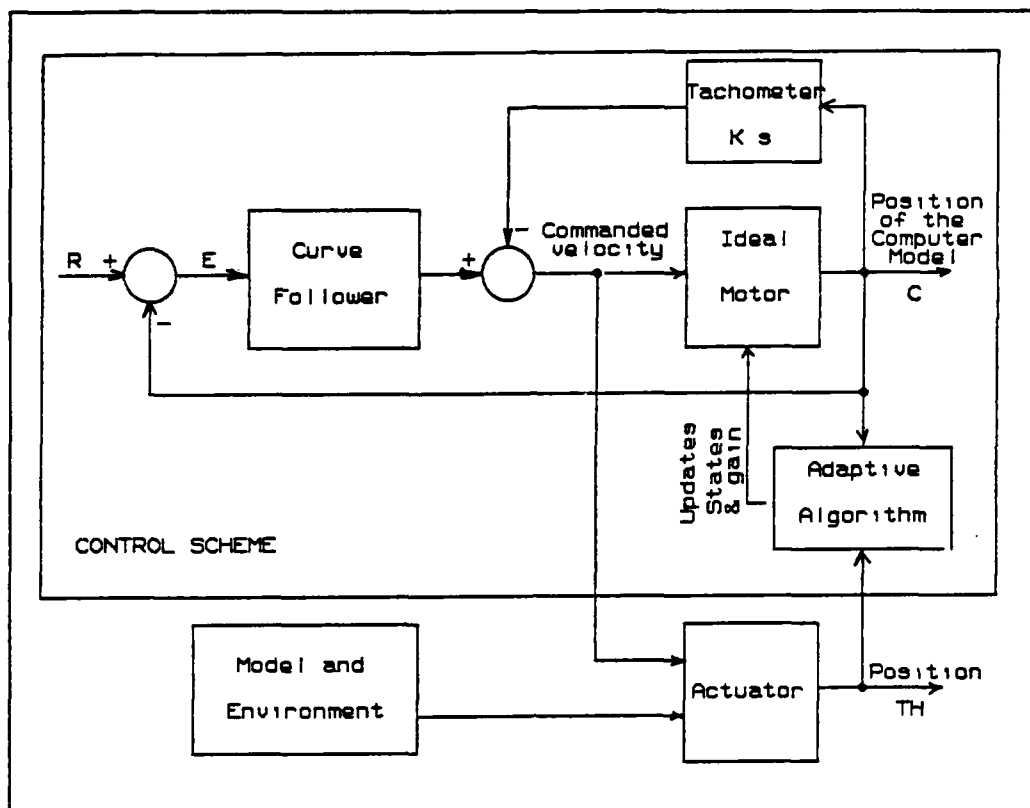 Tachometer
K s
R
+
-
E
Curve
Follower
+
-
Commanded
velocity
Ideal
Motor
Position
of the
Computer
Model
C
Updates
States
& gain
Adaptive
Algorithm
CONTROL SCHEME
Model and
Environment
Actuator
Position
TH